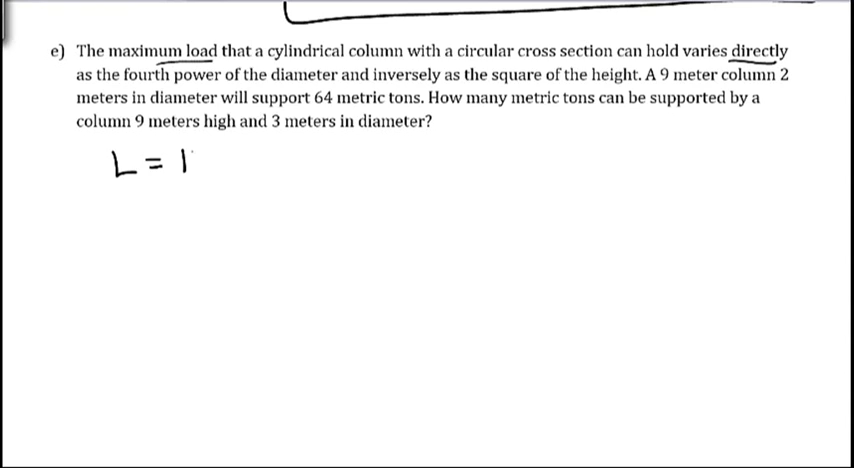 e) The maximum load that a cylindrical column with a circular cross section can hold varies directly
as the fourth power of the diameter and inversely as the square of the height. A 9 meter column 2
meters in diameter will support 64 metric tons. How many metric tons can be supported by a
column 9 meters high and 3 meters in diameter?
L =